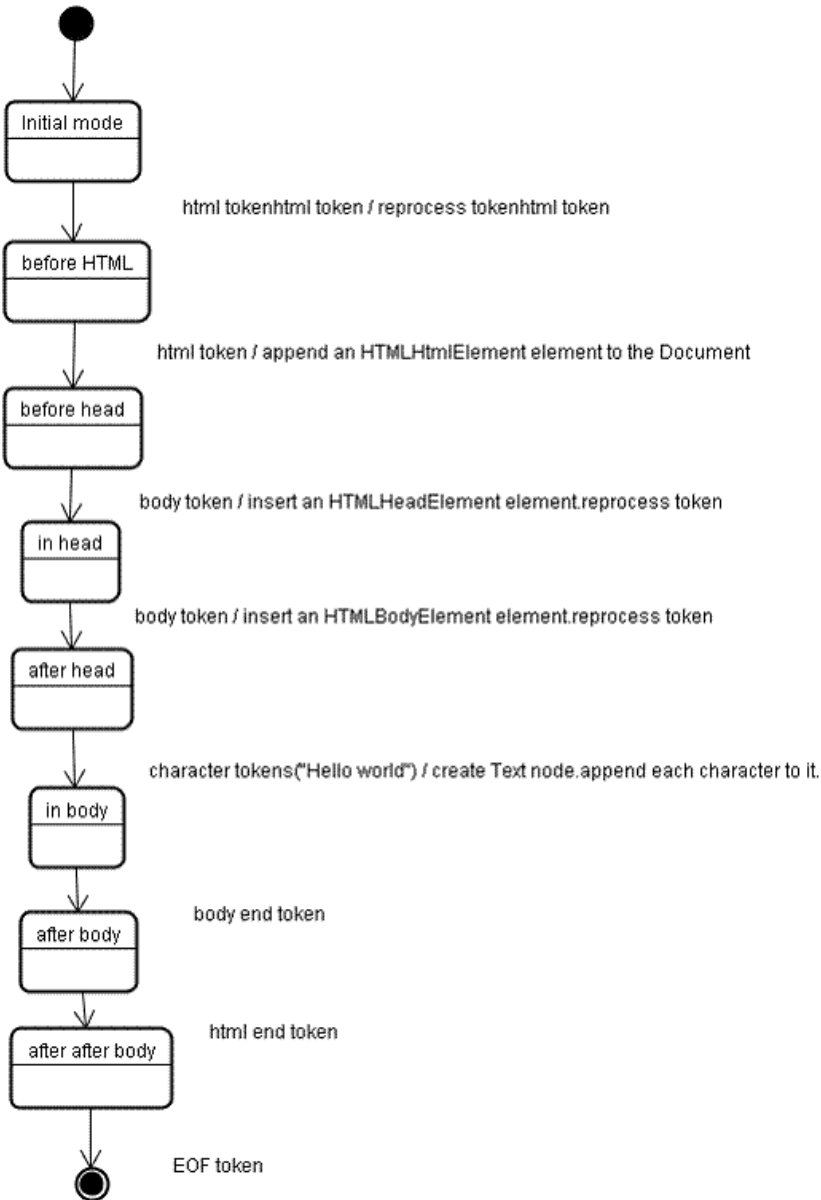 Initial mode
html tokenhtml token / reprocess tokenhtml token
before HTML
html token / append an HTMLHtmlElement element to the Document
before head
body token / insert an HTMLHeadElement element.reprocess token
in head
body token / insert an HTMLBodyElement element.reprocess token
after head
character tokens("Hello world") / create Text node.append each character to it.
in body
body end token
after body
html end token
after after body
EOF token